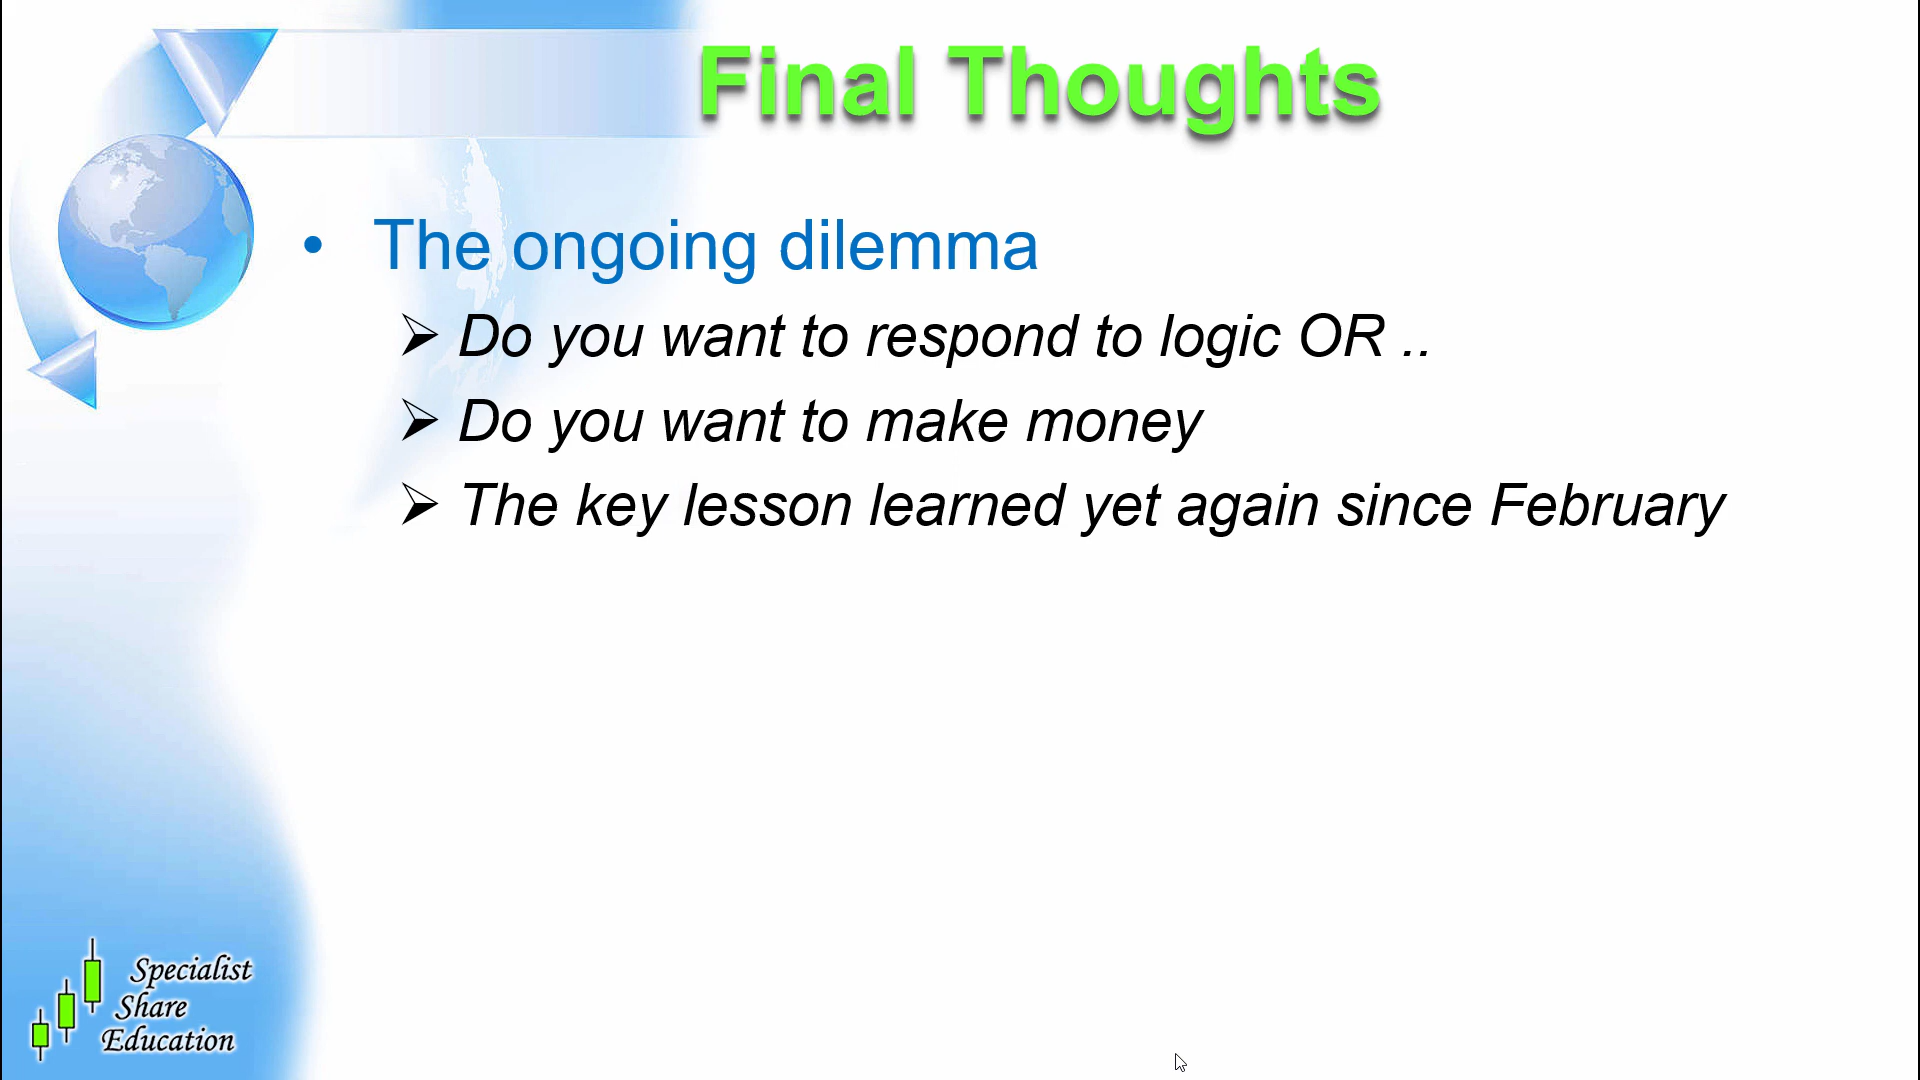 Final Thoughts
• The ongoing dilemma
➢ Do you want to respond to logic OR ..
➢ Do you want to make money
➢ The key lesson learned yet again since February
Specialist
Share
Education